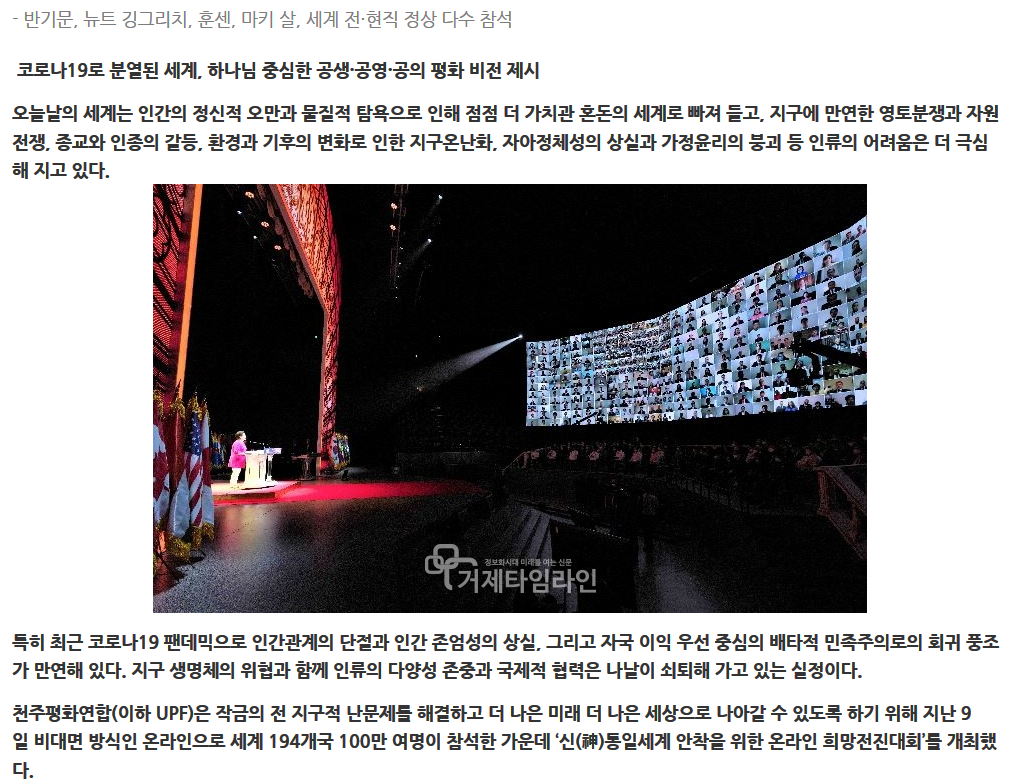 - 반기문, 뉴트 깅그리치, 훈센, 마키 살, 세계 전·현직 정상 다수 참석
코로나19로 분열된 세계, 하나님 중심한 공생·공영·공의 평화 비전 제시
오늘날의 세계는 인간의 정신적 오만과 물질적 탐욕으로 인해 점점 더 가치관 혼돈의 세계로 빠져 들고, 지구에 만연한 영토분쟁과 자원
전쟁, 종교와 인종의 갈등, 환경과 기후의 변화로 인한 지구온난화, 자아정체성의 상실과 가정윤리의 붕괴 등 인류의 어려움은 더 극심
해 지고 있다.
정보화시대 미래를 여는 신문
거제타임라인
특히 최근 코로나19 팬데믹으로 인간관계의 단절과 인간 존엄성의 상실, 그리고 자국 이익 우선 중심의 배타적 민족주의로의 회귀 풍조
가 만연해 있다. 지구 생명체의 위협과 함께 인류의 다양성 존중과 국제적 협력은 나날이 쇠퇴해 가고 있는 실정이다.
천주평화연합(이하 UPF)은 작금의 전 지구적 난문제를 해결하고 더 나은 미래 더 나은 세상으로 나아갈 수 있도록 하기 위해 지난 9
일 비대면 방식인 온라인으로 세계 194개국 100만 여명이 참석한 가운데 ‘신(神)통일세계 안착을 위한 온라인 희망전진대회’를 개최했
다.